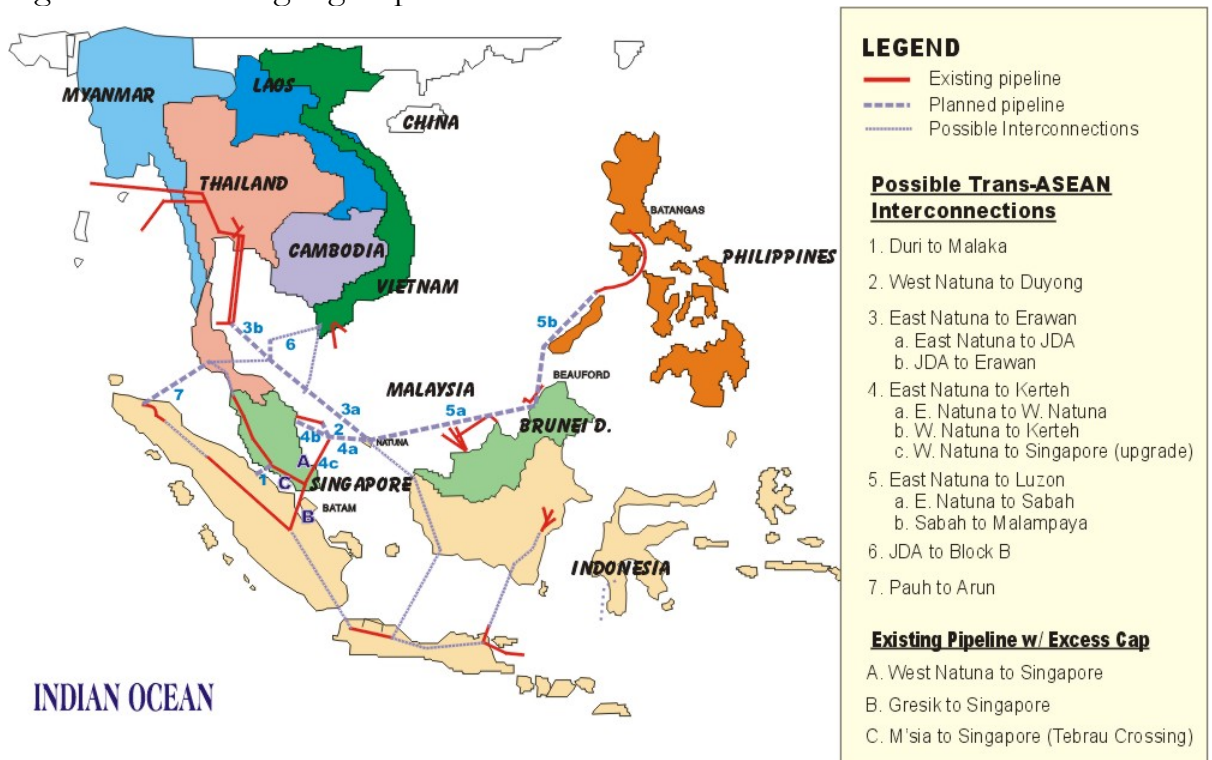 MYANMAR
LAOS
CHINA
THAILAND
CAMBODIA
VIETNAM
BATANGAS
PHILIPPINES
3b
6
5b
BEAUFORD
MALAYSIA
7
3a
5a
BRUNEI D.
2
4b
4a
NATUNA
A
4c
1
C
SINGAPORE
B
BATAM
INDONESIA
INDIAN OCEAN
LEGEND
Existing pipeline
Planned pipeline
Possible Interconnections
Possible Trans-ASEAN
Interconnections
1. Duri to Malaka
2. West Natuna to Duyong
3. East Natuna to Erawan
a. East Natuna to JDA
b. JDA to Erawan
4. East Natuna to Kerteh
a. E. Natuna to W. Natuna
b. W. Natuna to Kerteh
c. W. Natuna to Singapore (upgrade)
5. East Natuna to Luzon
a. E. Natuna to Sabah
b. Sabah to Malampaya
6. JDA to Block B
7. Pauh to Arun
Existing Pipeline w/ Excess Cap
A. West Natuna to Singapore
B. Gresik to Singapore
C. M'sia to Singapore (Tebrau Crossing)